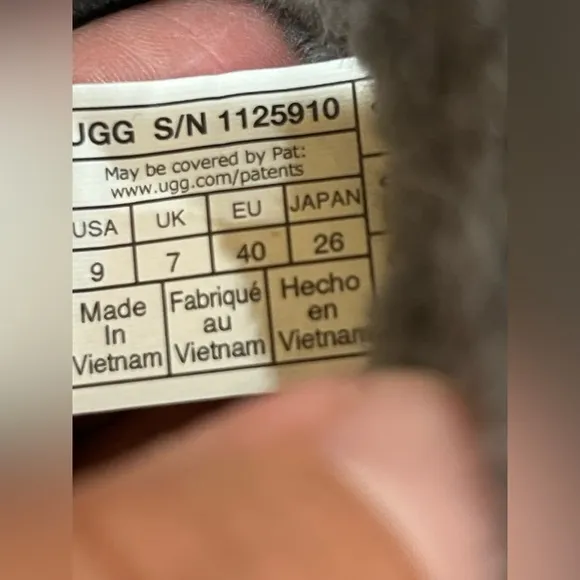 UGG S/N 1125910
May be covered by Pat:
www.ugg.com/patents
USA UK EU JAPAN
9 7 40 26
Made In Vietnam
Fabriqué au Vietnam
Hecho en Vietnam